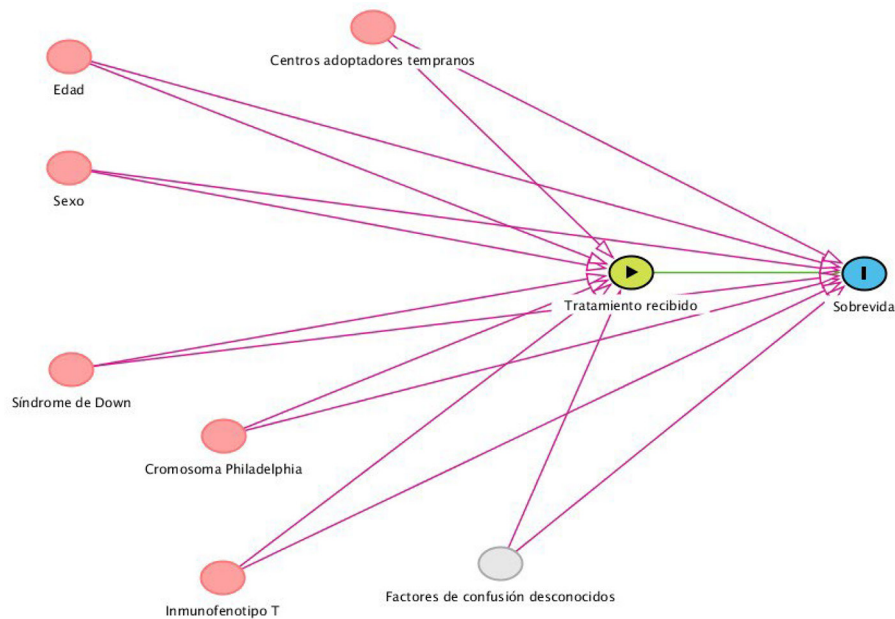 Centros adoptadores tempranos
Edad
Sexo
Tratamiento recibido
Sobrevida
Síndrome de Down
Cromosoma Philadelphia
Inmunofenotipo T
Factores de confusión desconocidos